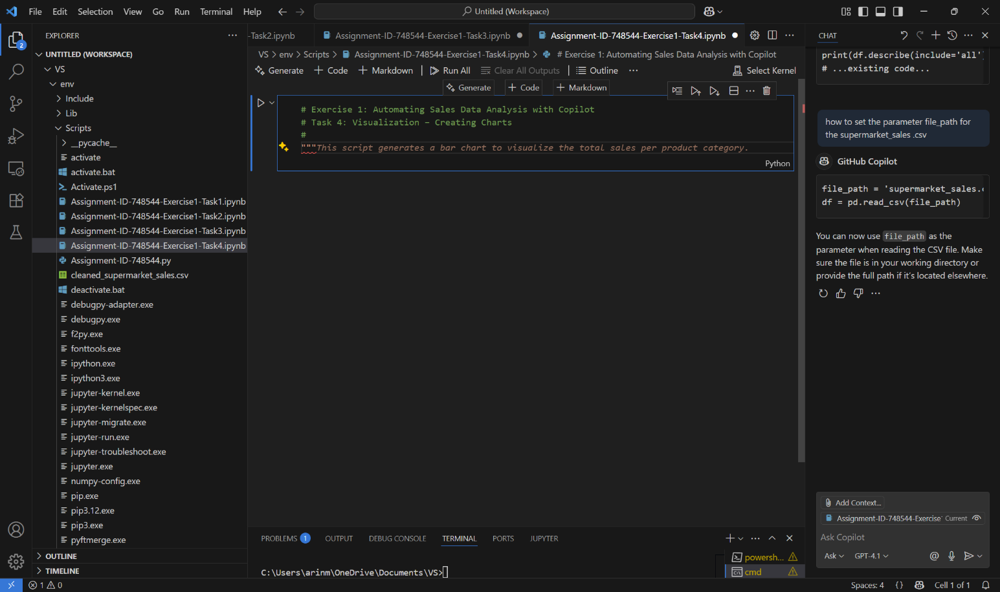 File Edit Selection View Go Run Terminal Help
Untitled (Workspace)
EXPLORER
2
UNTITLED (WORKSPACE)
VS
env
Include
Lib
Scripts
__pycache__
activate
activate.bat
Activate.ps1
Assignment-ID-748544-Exercise1-Task1.ipynb
Assignment-ID-748544-Exercise1-Task2.ipynb
Assignment-ID-748544-Exercise1-Task3.ipynb
Assignment-ID-748544-Exercise1-Task4.ipynb
Assignment-ID-748544.py
cleaned_supermarket_sales.csv
deactivate.bat
debugpy-adapter.exe
debugpy.exe
f2py.exe
fonttools.exe
ipython.exe
ipython3.exe
jupyter-kernel.exe
jupyter-kernelspec.exe
jupyter-migrate.exe
jupyter-run.exe
jupyter-troubleshoot.exe
jupyter.exe
numpy-config.exe
pip.exe
pip3.12.exe
pip3.exe
pyftmerge.exe
OUTLINE
TIMELINE
-Task2.ipynb Assignment-ID-748544-Exercise1-Task3.ipynb Assignment-ID-748544-Exercise1-Task4.ipynb
VS > env > Scripts > Assignment-ID-748544-Exercise1-Task4.ipynb > # Exercise 1: Automating Sales Data Analysis with Copilot
Generate + Code + Markdown Run All Clear All Outputs Outline ... Select Kernel
Generate + Code + Markdown
# Exercise 1: Automating Sales Data Analysis with Copilot
# Task 4: Visualization – Creating Charts
#
"""This script generates a bar chart to visualize the total sales per product category.
Python
PROBLEMS 1 OUTPUT DEBUG CONSOLE TERMINAL PORTS JUPYTER
C:\Users\arinm\OneDrive\Documents\VS>
powersh...
cmd
CHAT
print(df.describe(include='all'
# ...existing code...
how to set the parameter file_path for
the supermarket_sales .csv
GitHub Copilot
file_path = 'supermarket_sales.c
df = pd.read_csv(file_path)
You can now use file_path as the
parameter when reading the CSV file. Make
sure the file is in your working directory or
provide the full path if it's located elsewhere.
Add Context...
Assignment-ID-748544-Exercise1 Current
Ask Copilot
Ask GPT-4.1
1 0
Spaces: 4 {} Cell 1 of 1